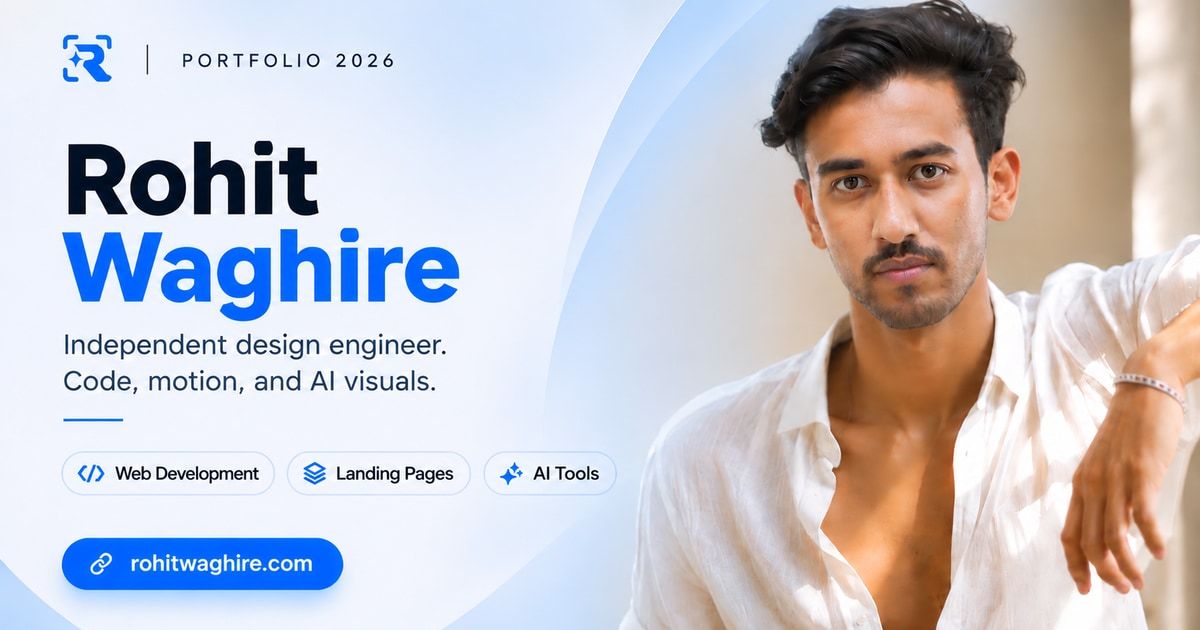 PORTFOLIO 2026
Rohit
Waghire
Independent design engineer.
Code, motion, and AI visuals.
Web Development
Landing Pages
AI Tools
rohitwaghire.com